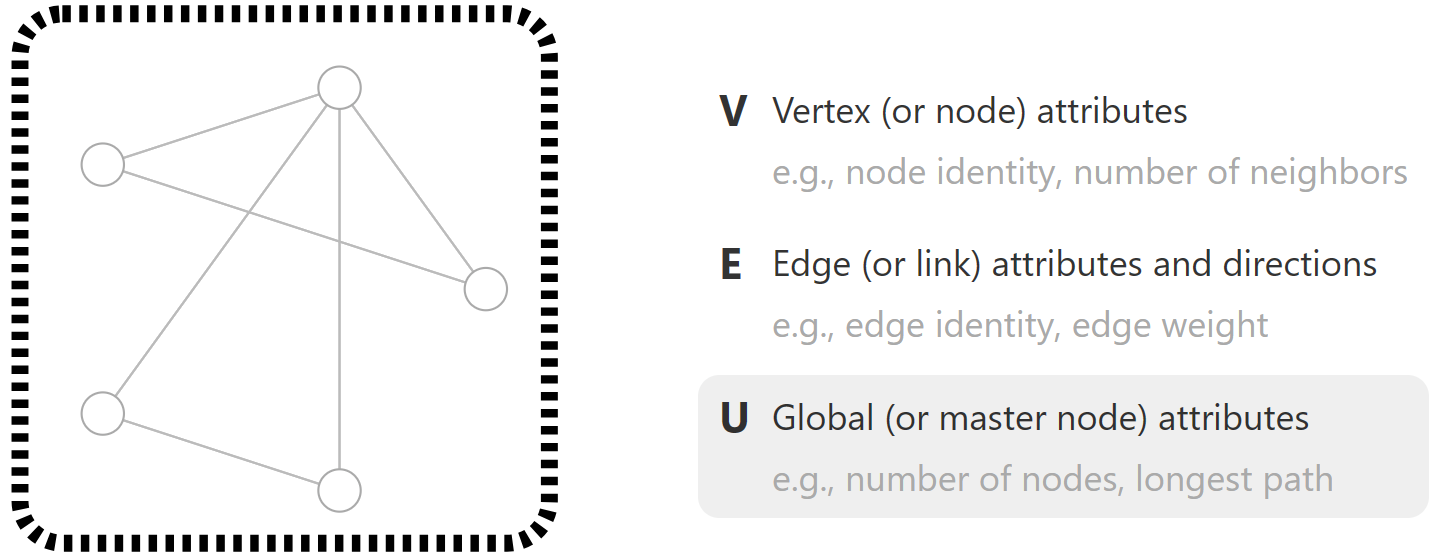 V Vertex (or node) attributes
e.g., node identity, number of neighbors
E Edge (or link) attributes and directions
e.g., edge identity, edge weight
U Global (or master node) attributes
e.g., number of nodes, longest path